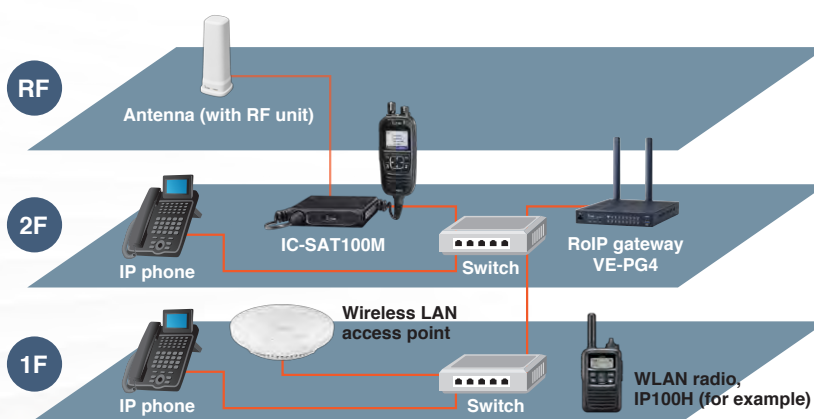 RF
Antenna (with RF unit)
2F
IP phone
IC-SAT100M
Switch
RoIP gateway
VE-PG4
1F
Wireless LAN
access point
IP phone
Switch
WLAN radio,
IP100H (for example)